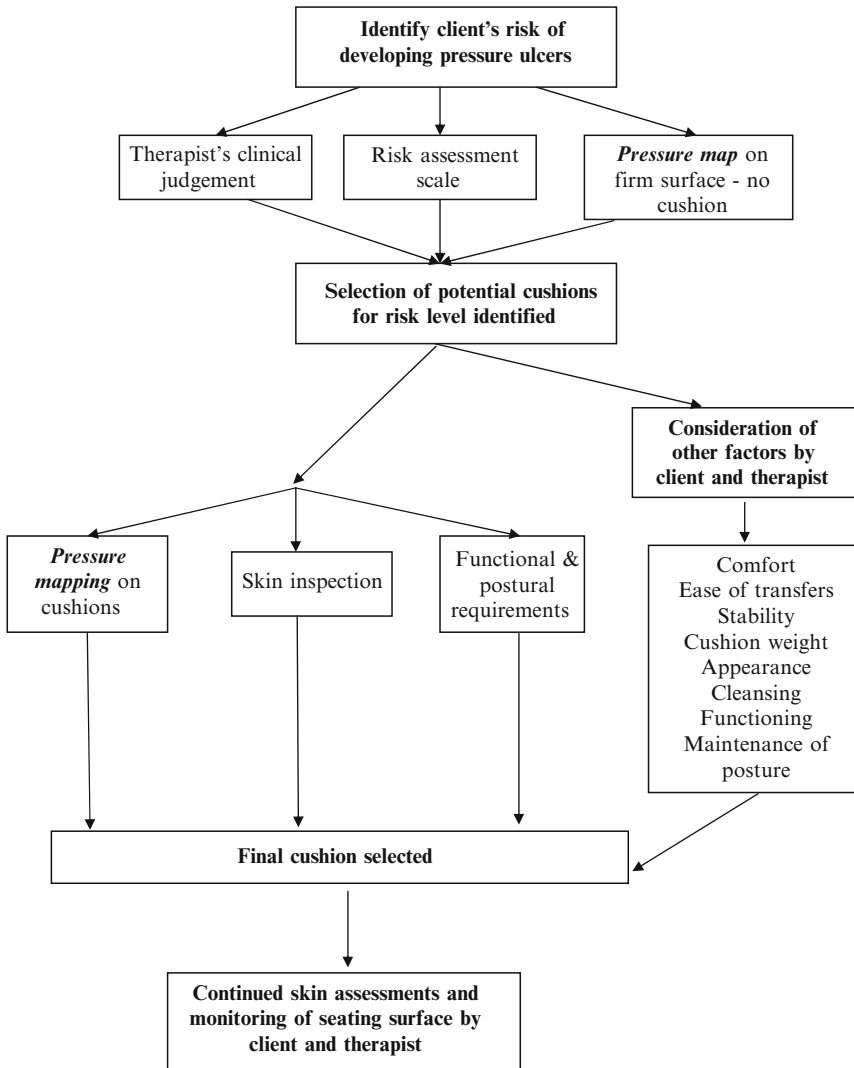 Identify client's risk of
developing pressure ulcers
Therapist's clinical
judgement
Risk assessment
scale
Pressure map on
firm surface - no
cushion
Selection of potential cushions
for risk level identified
Consideration of
other factors by
client and therapist
Pressure
mapping on
cushions
Skin inspection
Functional &
postural
requirements
Comfort
Ease of transfers
Stability
Cushion weight
Appearance
Cleansing
Functioning
Maintenance of
posture
Final cushion selected
Continued skin assessments and
monitoring of seating surface by
client and therapist